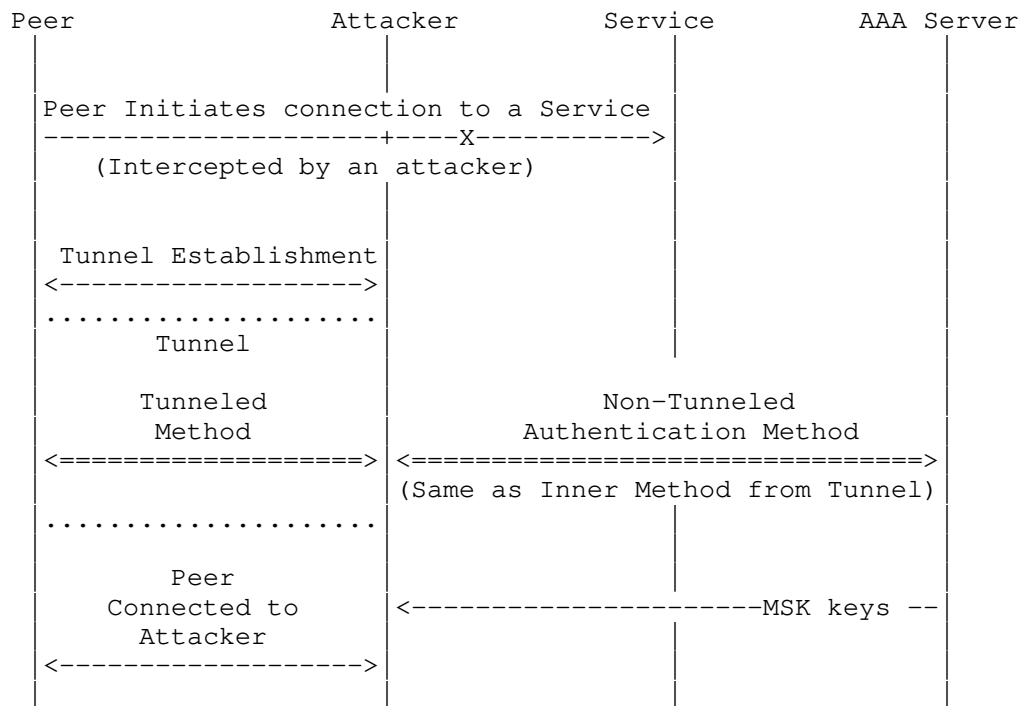 Peer Attacker Service AAA Server
Peer Initiates connection to a Service
---------------------+----X----------->
(Intercepted by an attacker)
Tunnel Establishment
<------------------->
.....................
Tunnel
Tunneled Non-Tunneled
Method Authentication Method
<===================> <================================>
(Same as Inner Method from Tunnel)
.....................
Peer
Connected to <----------------------MSK keys --
Attacker
<------------------->